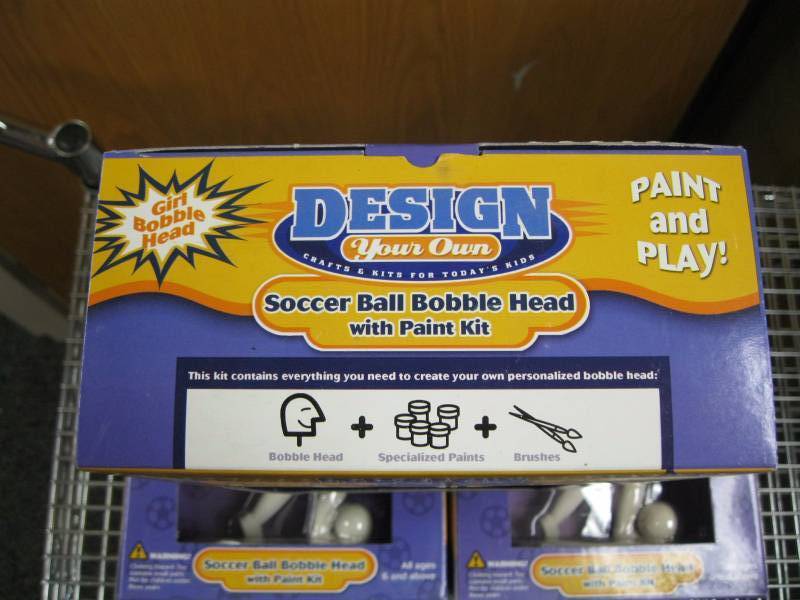 Girl
Bobble
Head
DESIGN
Your Own
CRAFTS & KITS FOR TODAY'S KIDS
PAINT
and
PLAY!
Soccer Ball Bobble Head
with Paint Kit
This kit contains everything you need to create your own personalized bobble head:
+ +
Bobble Head Specialized Paints Brushes
WARNING!
Soccer Ball Bobble Head
with Paint Kit
All ages
6 and above
WARNING!
Soccer Ball Bobble Head
with Paint Kit